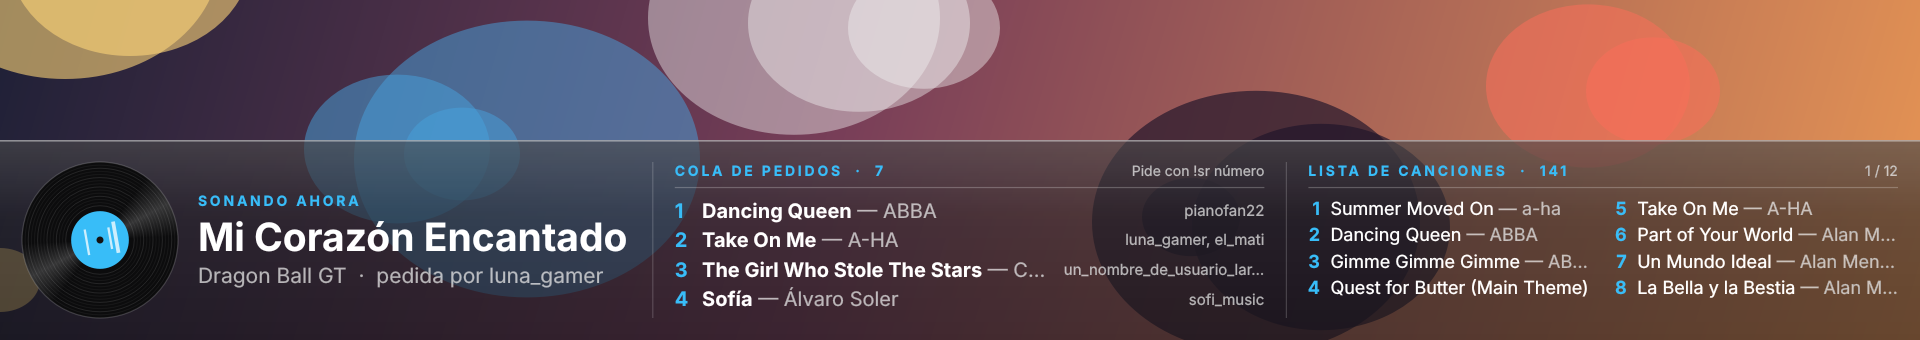 SONANDO AHORA
Mi Corazón Encantado
Dragon Ball GT · pedida por luna_gamer
COLA DE PEDIDOS · 7 Pide con !sr número
1 Dancing Queen — ABBA pianofan22
2 Take On Me — A-HA luna_gamer, el_mati
3 The Girl Who Stole The Stars — C... un_nombre_de_usuario_lar...
4 Sofía — Álvaro Soler sofi_music
LISTA DE CANCIONES · 141 1 / 12
1 Summer Moved On — a-ha
2 Dancing Queen — ABBA
3 Gimme Gimme Gimme — AB...
4 Quest for Butter (Main Theme)
5 Take On Me — A-HA
6 Part of Your World — Alan M...
7 Un Mundo Ideal — Alan Men...
8 La Bella y la Bestia — Alan M...